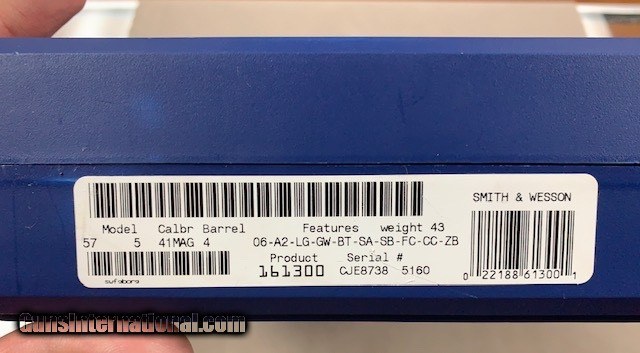 SMITH & WESSON
Model Calbr Barrel Features weight 43
57 5 41MAG 4 06-A2-LG-GW-BT-SA-SB-FC-CC-ZB
Product Serial #
161300 CJE8738 5160
0 22188 61300 1
GunsInternational.com